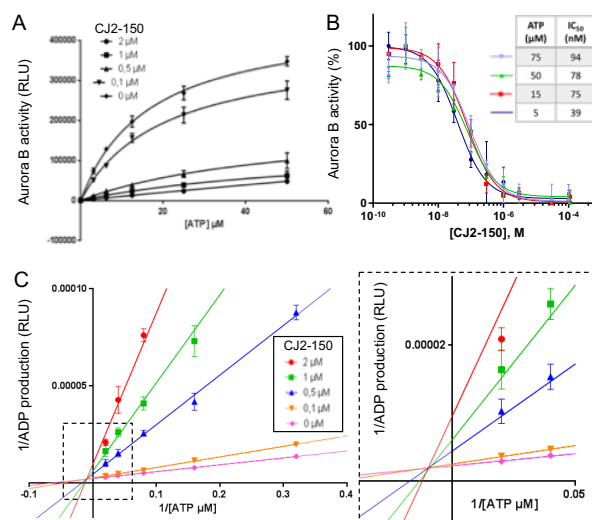 A
CJ2-150
2 µM
1 µM
0,5 µM
0,1 µM
0 µM
Aurora B activity (RLU)
400000
300000
200000
100000
0
-100000
20
40
60
[ATP] µM
B
Aurora B activity (%)
100
50
0
10⁻¹⁰
10⁻⁸
10⁻⁶
10⁻⁴
[CJ2-150], M
ATP (µM) IC₅₀ (nM)
75 94
50 78
15 75
5 39
C
1/ADP production (RLU)
0.00010
0.00005
-0.1
0.0
0.1
0.2
0.3
0.4
1/[ATP µM]
CJ2-150
2 µM
1 µM
0,5 µM
0,1 µM
0 µM
1/ADP production (RLU)
0.00002
0.05
1/[ATP µM]